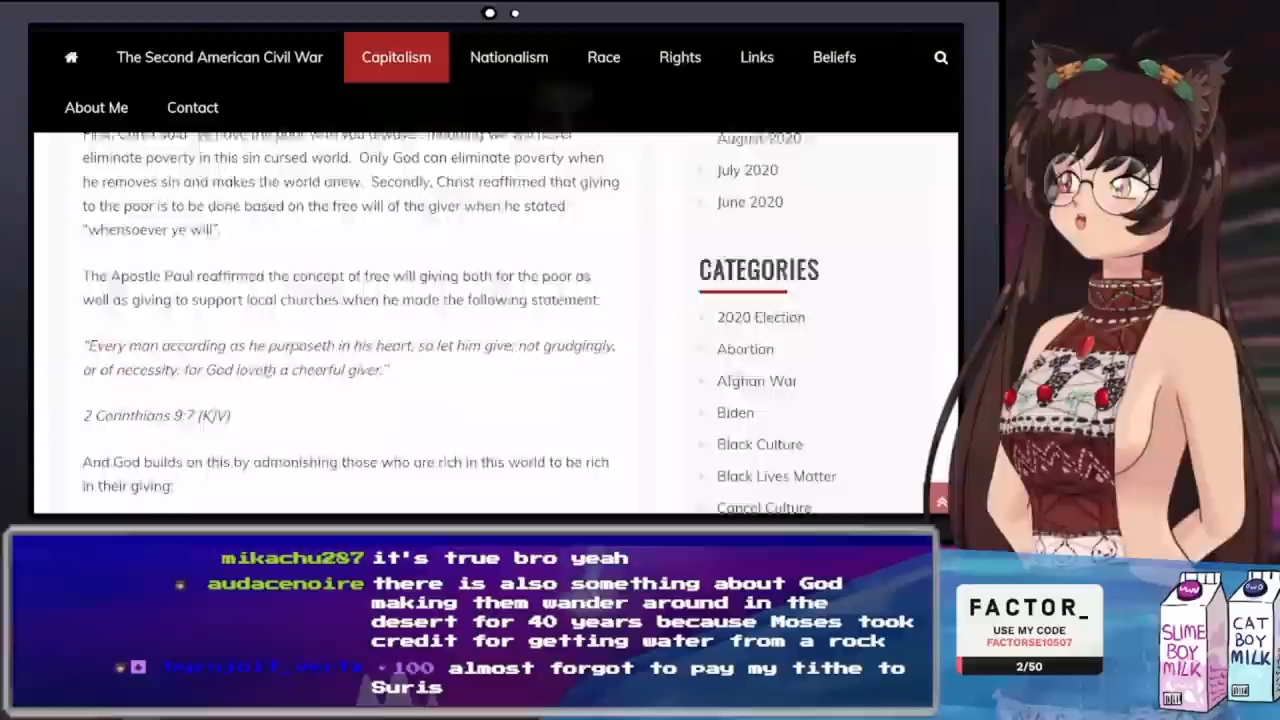 The Second American Civil War Capitalism Nationalism Race Rights Links Beliefs
About Me Contact
eliminate poverty in this sin cursed world. Only God can eliminate poverty when
he removes sin and makes the world anew. Secondly, Christ reaffirmed that giving
to the poor is to be done based on the free will of the giver when he stated
"whensoever ye will".
The Apostle Paul reaffirmed the concept of free will giving both for the poor as
well as giving to support local churches when he made the following statement:
"Every man according as he purposeth in his heart, so let him give; not grudgingly,
or of necessity: for God loveth a cheerful giver."
2 Corinthians 9:7 (KJV)
And God builds on this by admonishing those who are rich in this world to be rich
in their giving:
August 2020
July 2020
June 2020
CATEGORIES
2020 Election
Abortion
Afghan War
Biden
Black Culture
Black Lives Matter
Cancel Culture
mikachu287 it's true bro yeah
audacenoire there is also something about God
making them wander around in the
desert for 40 years because Moses took
credit for getting water from a rock
100 almost forgot to pay my tithe to
Suris
FACTOR_
USE MY CODE
FACTORSE10507
2/50
SLIME
BOY
MILK
CAT
BOY
MILK